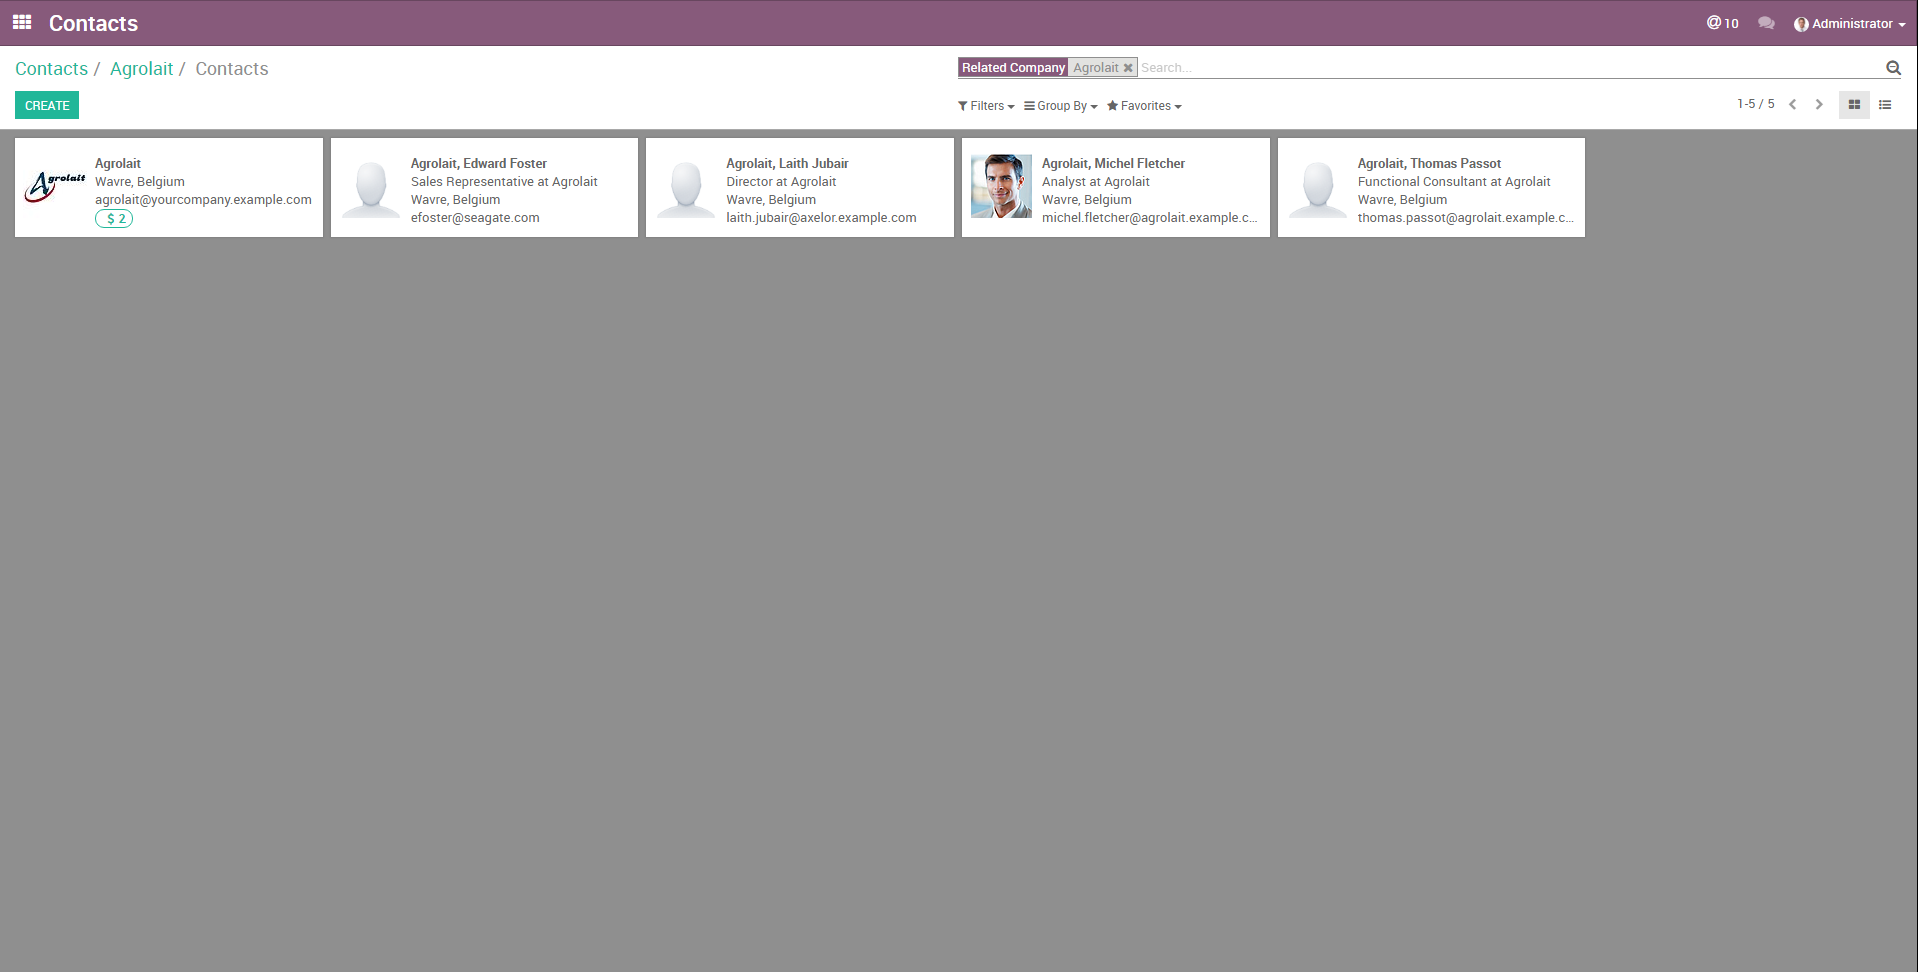 Contacts
@ 10
Administrator
Contacts / Agrolait / Contacts
Related Company Agrolait Search...
CREATE
Filters Group By Favorites
1-5 / 5
Agrolait
Agrolait
Wavre, Belgium
agrolait@yourcompany.example.com
$ 2
Agrolait, Edward Foster
Sales Representative at Agrolait
Wavre, Belgium
efoster@seagate.com
Agrolait, Laith Jubair
Director at Agrolait
Wavre, Belgium
laith.jubair@axelor.example.com
Agrolait, Michel Fletcher
Analyst at Agrolait
Wavre, Belgium
michel.fletcher@agrolait.example.c...
Agrolait, Thomas Passot
Functional Consultant at Agrolait
Wavre, Belgium
thomas.passot@agrolait.example.c...